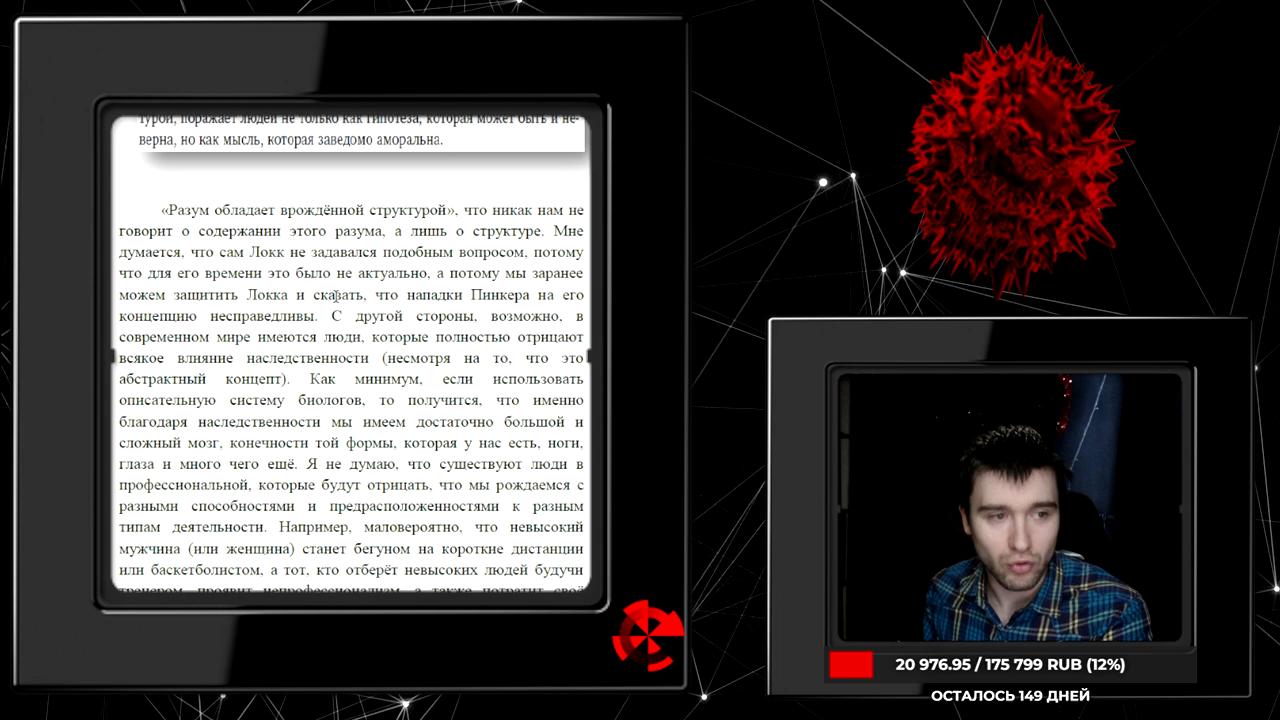 турой, поражает людей не только как гипотеза, которая может быть и не-
верна, но как мысль, которая заведомо аморальна.
«Разум обладает врождённой структурой», что никак нам не
говорит о содержании этого разума, а лишь о структуре. Мне
думается, что сам Локк не задавался подобным вопросом, потому
что для его времени это было не актуально, а потому мы заранее
можем защитить Локка и сказать, что нападки Пинкера на его
концепцию несправедливы. С другой стороны, возможно, в
современном мире имеются люди, которые полностью отрицают
всякое влияние наследственности (несмотря на то, что это
абстрактный концепт). Как минимум, если использовать
описательную систему биологов, то получится, что именно
благодаря наследственности мы имеем достаточно большой и
сложный мозг, конечности той формы, которая у нас есть, ноги,
глаза и много чего ешё. Я не думаю, что существуют люди в
профессиональной, которые будут отрицать, что мы рождаемся с
разными способностями и предрасположенностями к разным
типам деятельности. Например, маловероятно, что невысокий
мужчина (или женщина) станет бегуном на короткие дистанции
или баскетболистом, а тот, кто отберёт невысоких людей будучи
тренером, проявит непрофессионализм, а также потратит своё
20 976.95 / 175 799 RUB (12%)
ОСТАЛОСЬ 149 ДНЕЙ